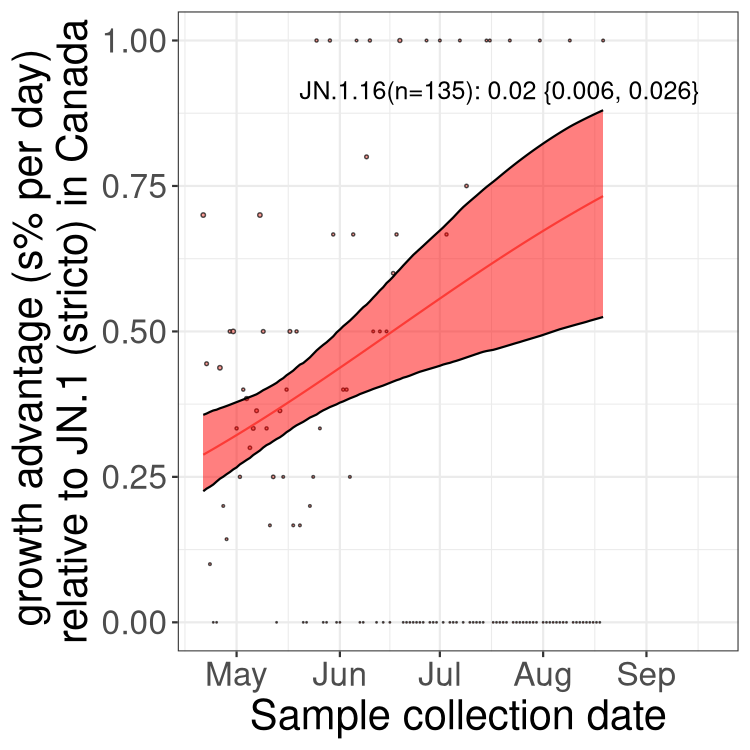 growth advantage (s% per day)
relative to JN.1 (stricto) in Canada
1.00
0.75
0.50
0.25
0.00
JN.1.16(n=135): 0.02 {0.006, 0.026}
May Jun Jul Aug Sep
Sample collection date